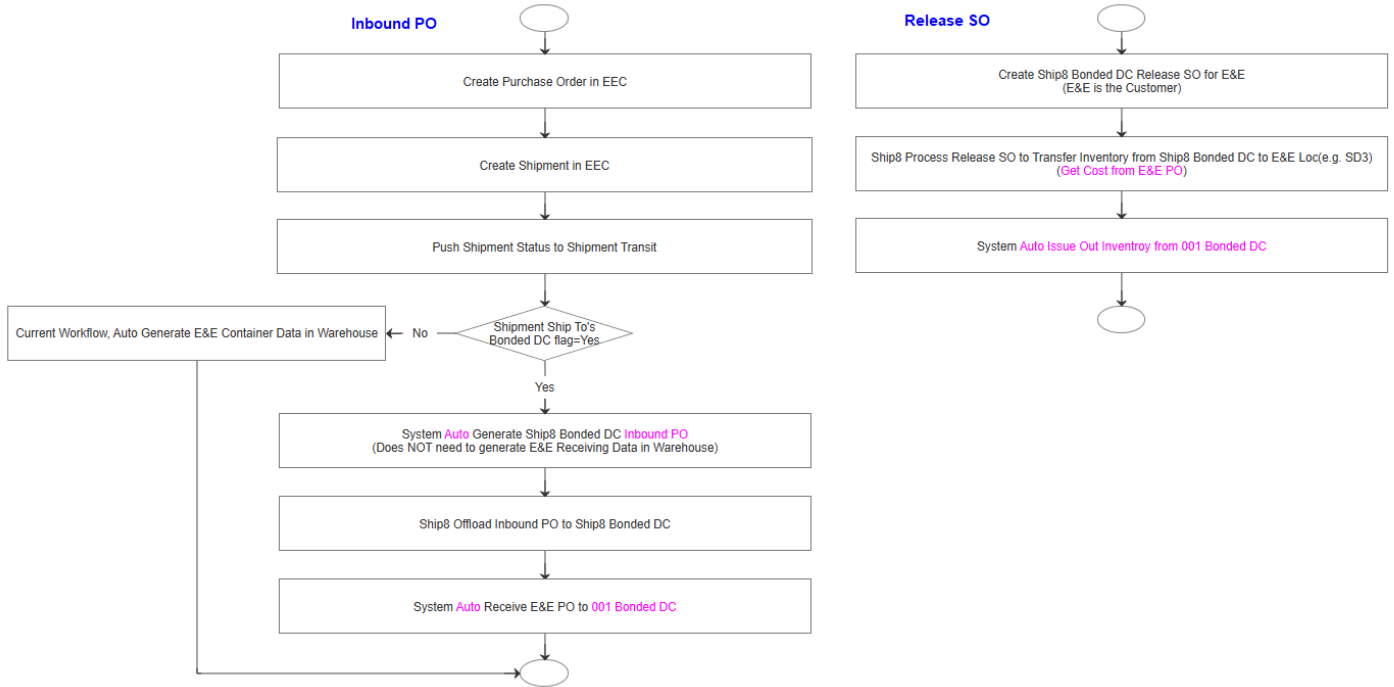 Inbound PO
Create Purchase Order in EEC
Create Shipment in EEC
Push Shipment Status to Shipment Transit
Shipment Ship To's
Bonded DC flag=Yes
No
Current Workflow, Auto Generate E&E Container Data in Warehouse
Yes
System Auto Generate Ship8 Bonded DC Inbound PO
(Does NOT need to generate E&E Receiving Data in Warehouse)
Ship8 Offload Inbound PO to Ship8 Bonded DC
System Auto Receive E&E PO to 001 Bonded DC
Release SO
Create Ship8 Bonded DC Release SO for E&E
(E&E is the Customer)
Ship8 Process Release SO to Transfer Inventory from Ship8 Bonded DC to E&E Loc(e.g. SD3)
(Get Cost from E&E PO)
System Auto Issue Out Inventroy from 001 Bonded DC